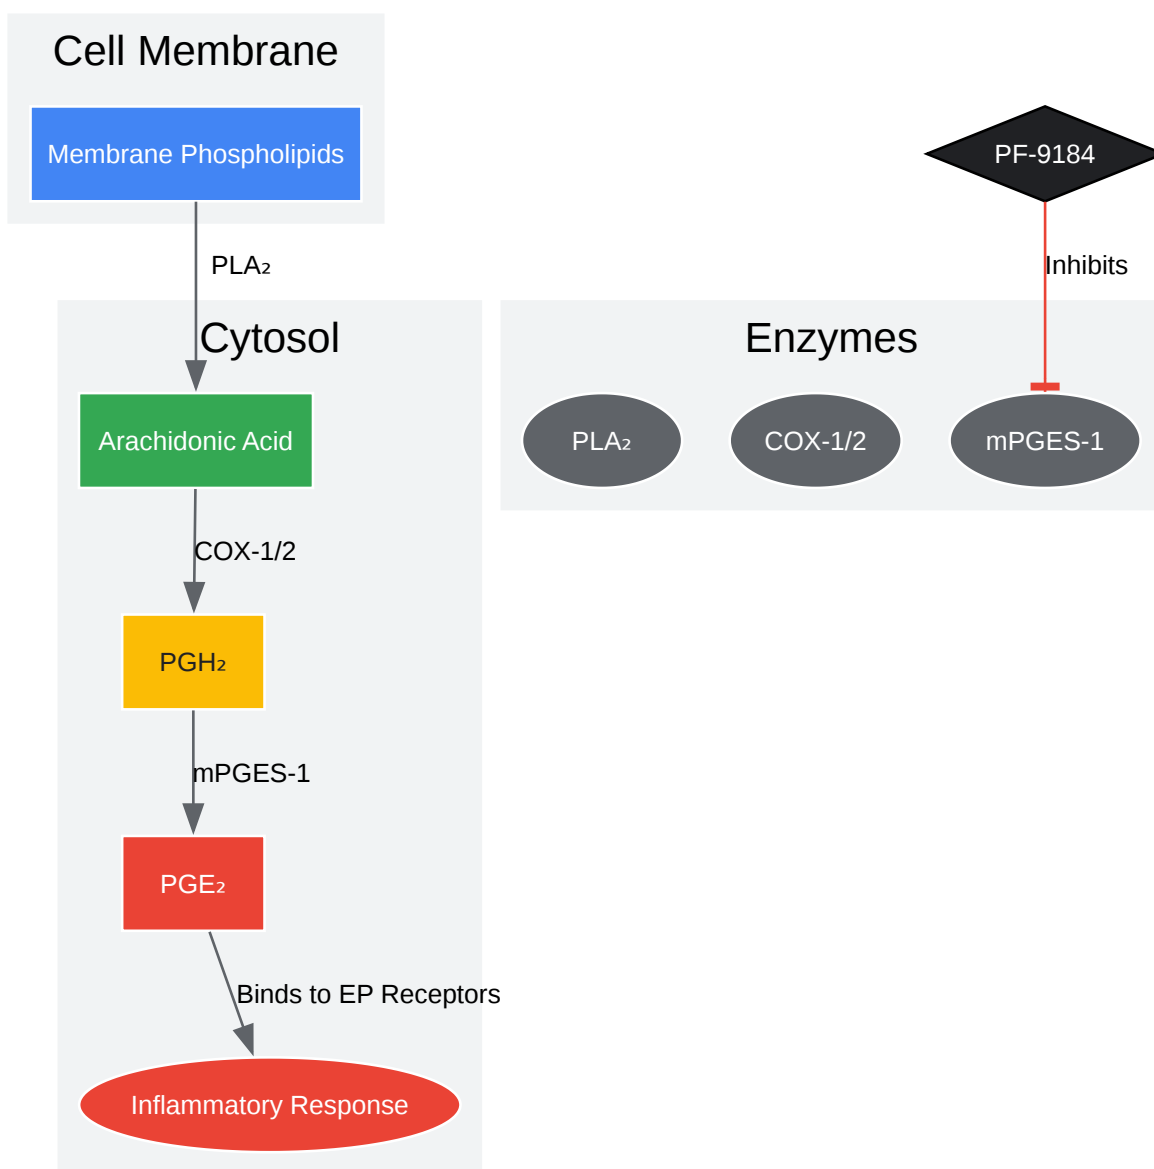 Cell Membrane
Membrane Phospholipids
PF-9184
PLA₂
Inhibits
Cytosol
Enzymes
Arachidonic Acid
PLA₂
COX-1/2
mPGES-1
COX-1/2
PGH₂
mPGES-1
PGE₂
Binds to EP Receptors
Inflammatory Response